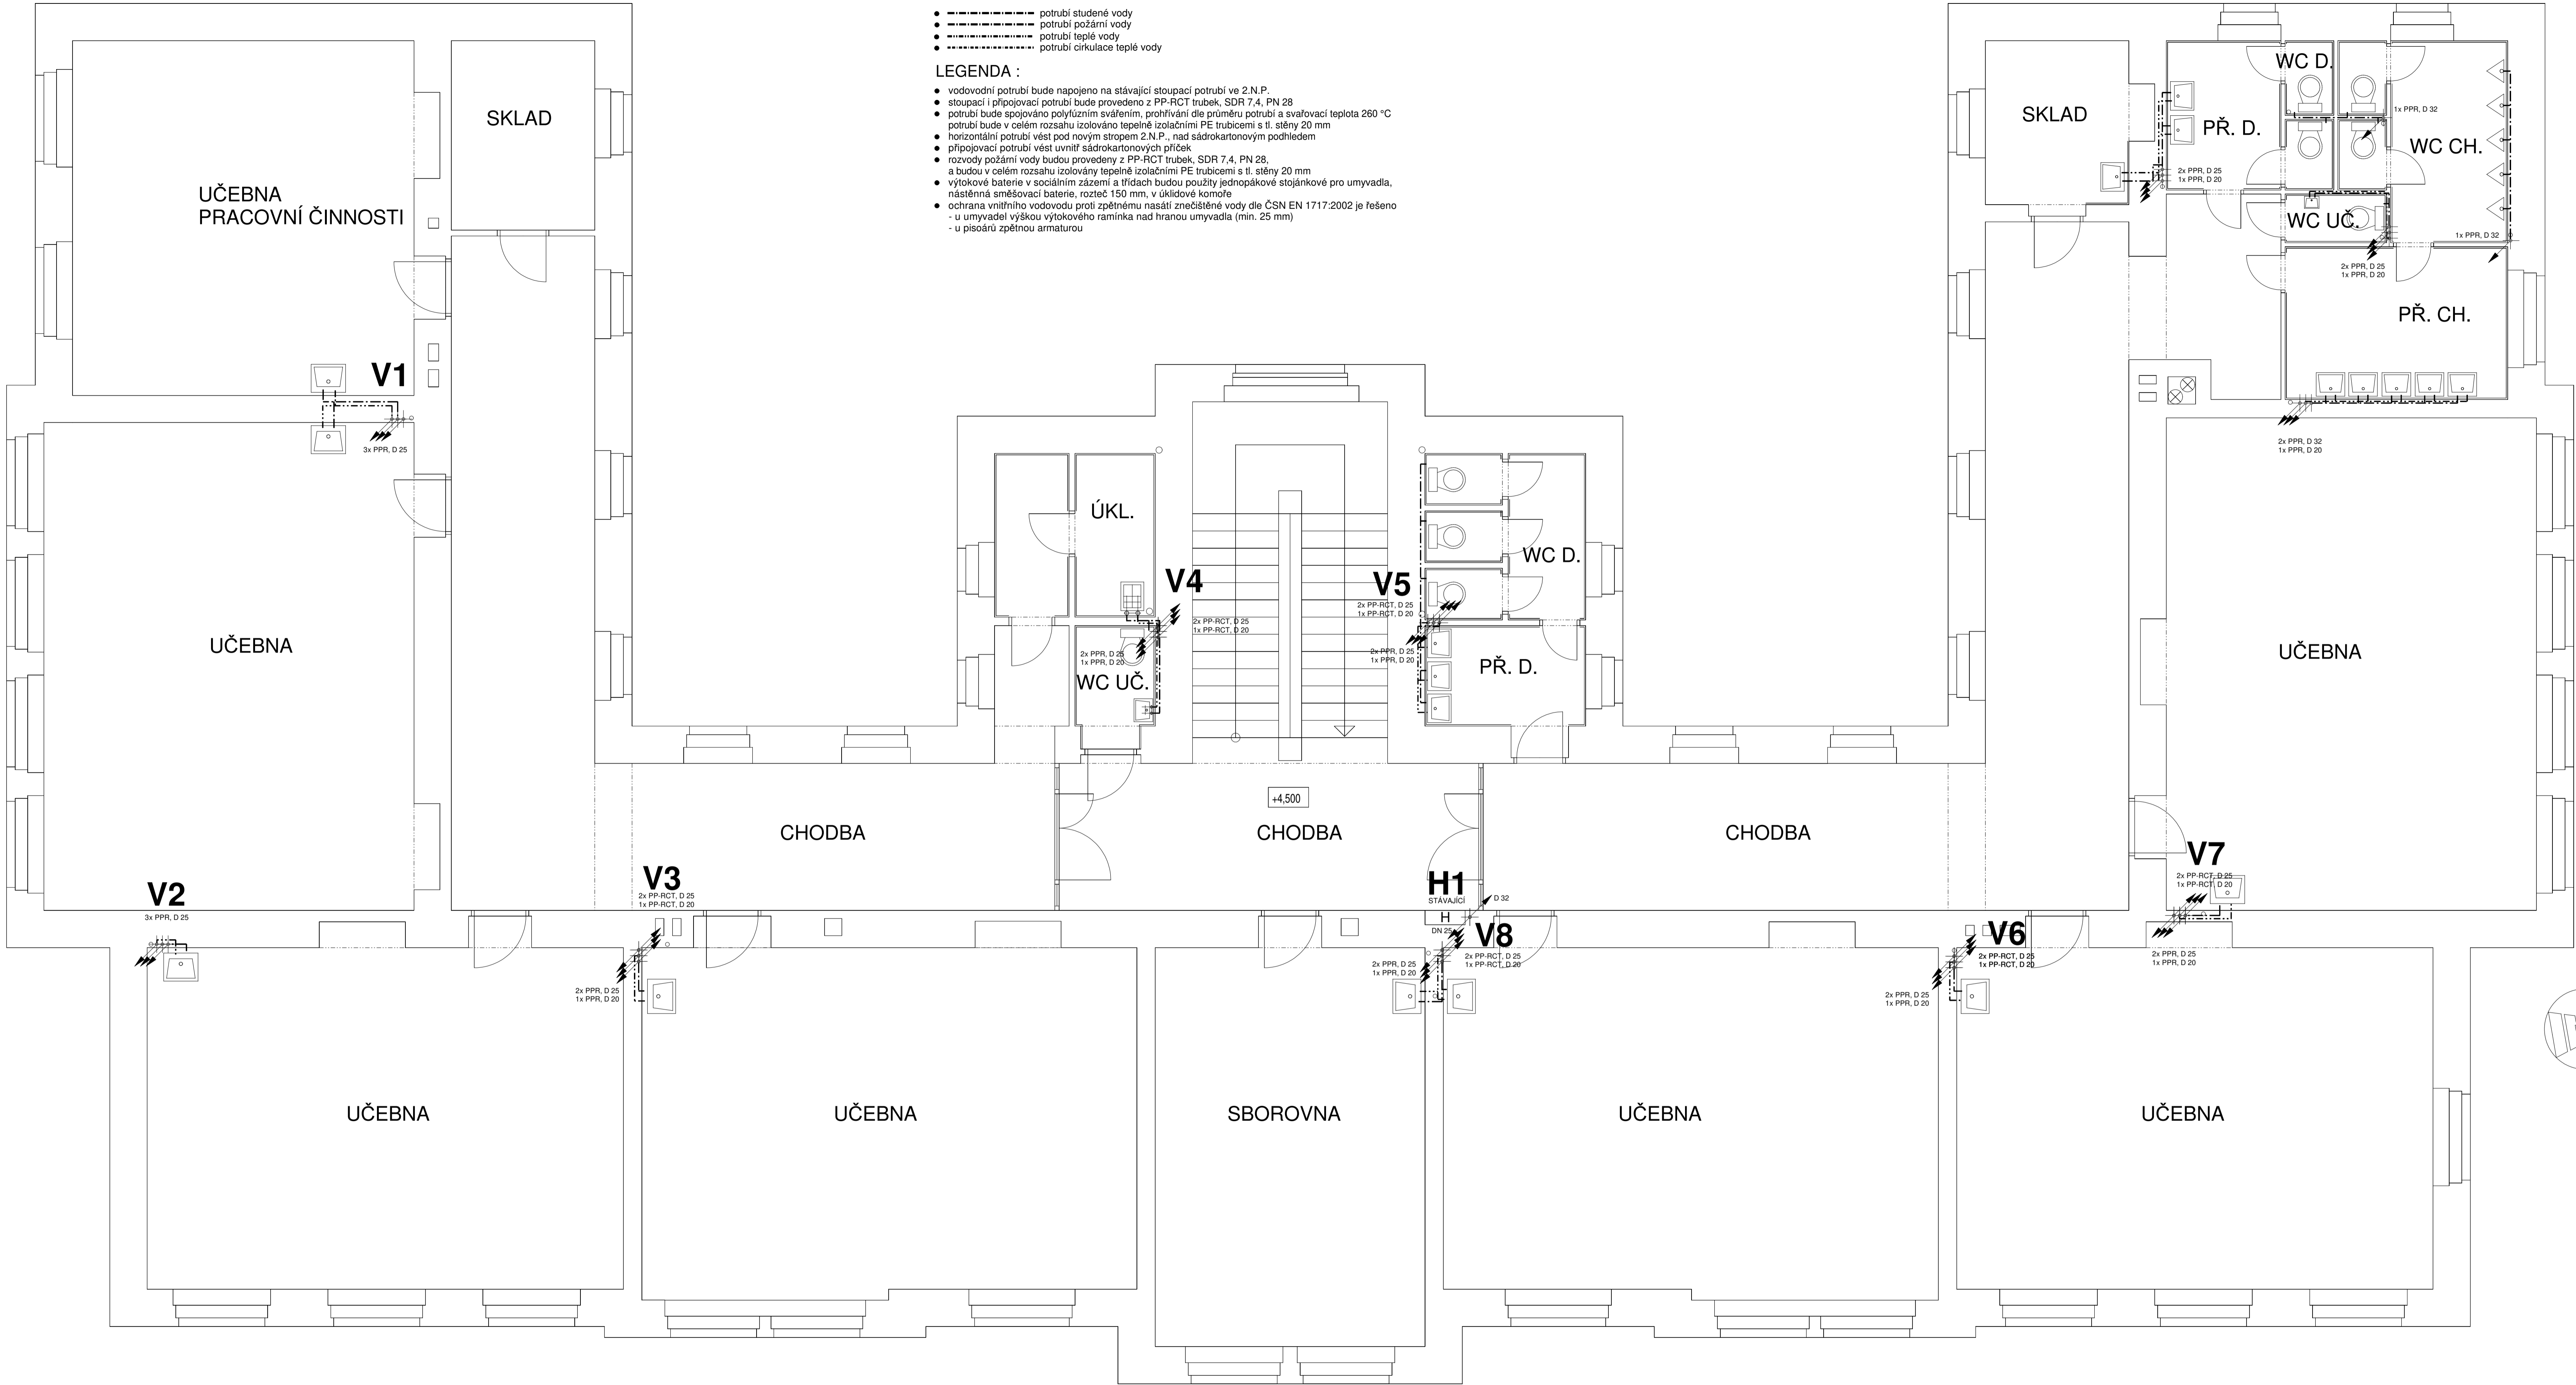 potrubí studené vody
potrubí požární vody
potrubí teplé vody
potrubí cirkulace teplé vody
LEGENDA :
vodovodní potrubí bude napojeno na stávající stoupací potrubí ve 2.N.P.
stoupací i připojovací potrubí bude provedeno z PP-RCT trubek, SDR 7,4, PN 28
potrubí bude spojováno polyfúzním svářením, prohřívání dle průměru potrubí a svařovací teplota 260 °C
potrubí bude v celém rozsahu izolováno tepelně izolačními PE trubicemi s tl. stěny 20 mm
horizontální potrubí vést pod novým stropem 2.N.P., nad sádrokartonovým podhledem
připojovací potrubí vést uvnitř sádrokartonových příček
rozvody požární vody budou provedeny z PP-RCT trubek, SDR 7,4, PN 28,
a budou v celém rozsahu izolovány tepelně izolačními PE trubicemi s tl. stěny 20 mm
výtokové baterie v sociálním zázemí a třídach budou použity jednopákové stojánkové pro umyvadla,
nástěnná směšovací baterie, rozteč 150 mm, v úklidové komoře
ochrana vnitřního vodovodu proti zpětnému nasátí znečištěné vody dle ČSN EN 1717:2002 je řešeno
- u umyvadel výškou výtokového ramínka nad hranou umyvadla (min. 25 mm)
- u pisoárů zpětnou armaturou
SKLAD
UČEBNA
PRACOVNÍ ČINNOSTI
V1
3x PPR, D 25
UČEBNA
V2
3x PPR, D 25
SKLAD
PŘ. D.
WC D.
1x PPR, D 32
WC CH.
2x PPR, D 25
1x PPR, D 20
WC UČ.
1x PPR, D 32
2x PPR, D 25
1x PPR, D 20
PŘ. CH.
2x PPR, D 32
1x PPR, D 20
ÚKL.
V4
2x PP-RCT, D 25
1x PP-RCT, D 20
2x PPR, D 25
1x PPR, D 20
WC UČ.
V5
2x PP-RCT, D 25
1x PP-RCT, D 20
WC D.
2x PPR, D 25
1x PPR, D 20
PŘ. D.
UČEBNA
+4,500
CHODBA
CHODBA
CHODBA
V3
2x PP-RCT, D 25
1x PP-RCT, D 20
2x PPR, D 25
1x PPR, D 20
H1
STÁVAJÍCÍ
D 32
H
DN 25
V8
2x PP-RCT, D 25
1x PP-RCT, D 20
2x PPR, D 25
1x PPR, D 20
V7
2x PP-RCT, D 25
1x PP-RCT, D 20
2x PPR, D 25
1x PPR, D 20
V6
2x PP-RCT, D 25
1x PP-RCT, D 20
2x PPR, D 25
1x PPR, D 20
UČEBNA
UČEBNA
SBOROVNA
UČEBNA
UČEBNA